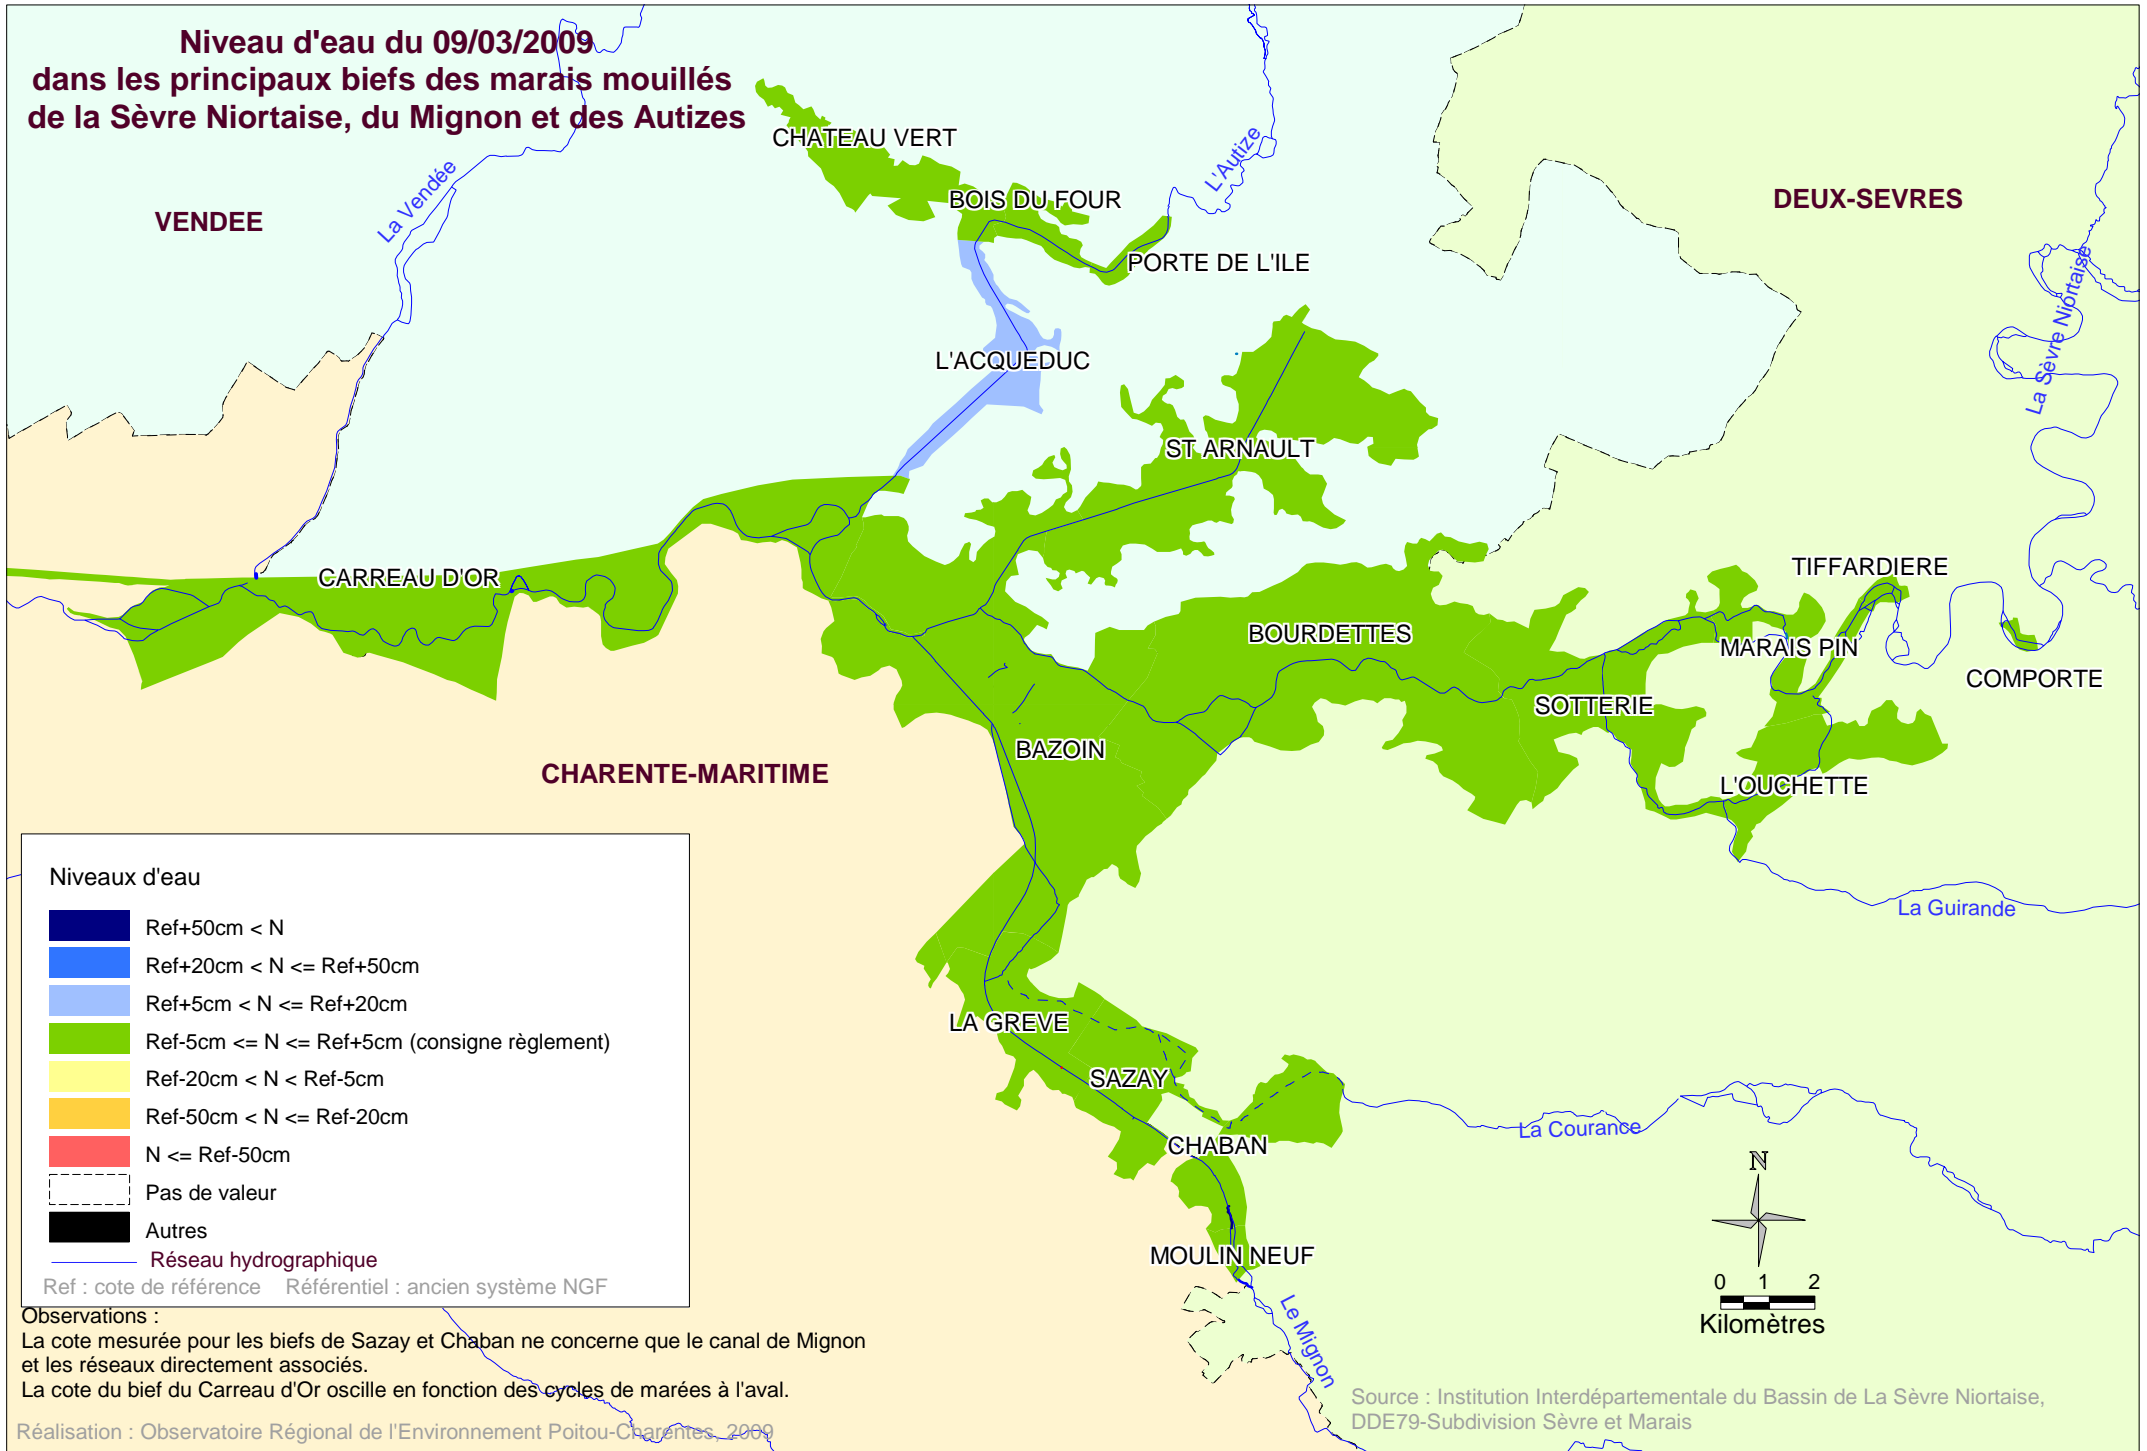 Niveau d'eau du 09/03/2009
dans les principaux biefs des marais mouillés
de la Sèvre Niortaise, du Mignon et des Autizes
VENDEE
La Vendée
CHATEAU VERT
BOIS DU FOUR
L'Autize
PORTE DE L'ILE
DEUX-SEVRES
La Sèvre Niortaise
L'ACQUEDUC
ST ARNAULT
CARREAU D'OR
TIFFARDIERE
BOURDETTES
MARAIS PIN
COMPORTE
SOTTERIE
BAZOIN
CHARENTE-MARITIME
L'OUCHETTE
La Guirande
LA GREVE
SAZAY
CHABAN
La Courance
MOULIN NEUF
Le Mignon
N
0 1 2
Kilomètres
Niveaux d'eau
Ref+50cm < N
Ref+20cm < N <= Ref+50cm
Ref+5cm < N <= Ref+20cm
Ref-5cm <= N <= Ref+5cm (consigne règlement)
Ref-20cm < N < Ref-5cm
Ref-50cm < N <= Ref-20cm
N <= Ref-50cm
Pas de valeur
Autres
Réseau hydrographique
Ref : cote de référence Référentiel : ancien système NGF
Observations :
La cote mesurée pour les biefs de Sazay et Chaban ne concerne que le canal de Mignon
et les réseaux directement associés.
La cote du bief du Carreau d'Or oscille en fonction des cycles de marées à l'aval.
Réalisation : Observatoire Régional de l'Environnement Poitou-Charentes, 2009
Source : Institution Interdépartementale du Bassin de La Sèvre Niortaise,
DDE79-Subdivision Sèvre et Marais